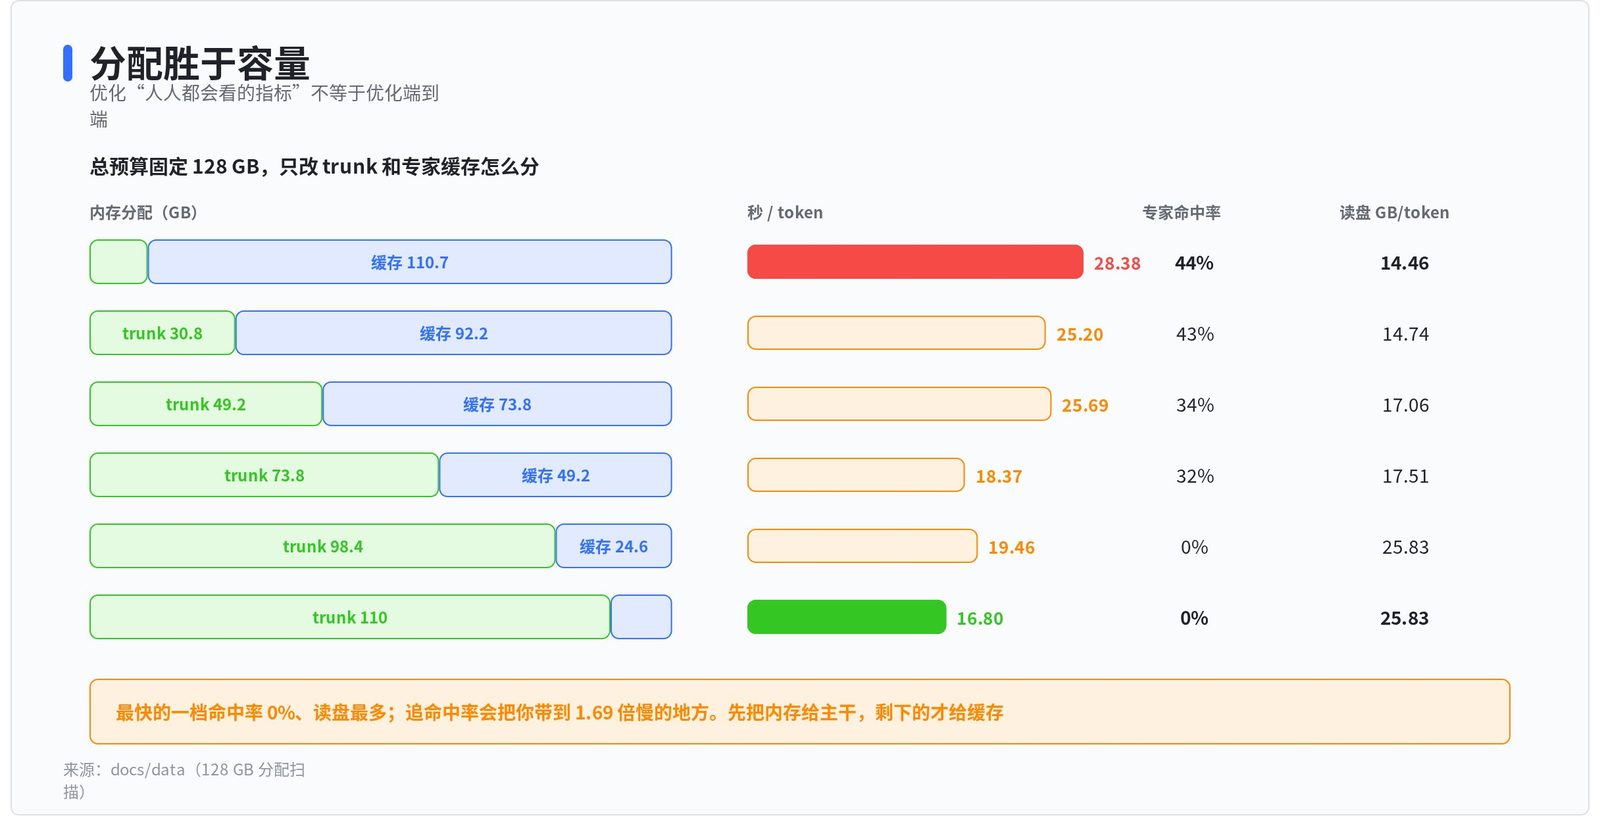 分配胜于容量
优化“人人都会看的指标”不等于优化端到
端
总预算固定 128 GB，只改 trunk 和专家缓存怎么分
内存分配（GB） 秒 / token 专家命中率 读盘 GB/token
缓存 110.7 28.38 44% 14.46
trunk 30.8 缓存 92.2 25.20 43% 14.74
trunk 49.2 缓存 73.8 25.69 34% 17.06
trunk 73.8 缓存 49.2 18.37 32% 17.51
trunk 98.4 缓存 24.6 19.46 0% 25.83
trunk 110 16.80 0% 25.83
最快的一档命中率 0%、读盘最多；追命中率会把你带到 1.69 倍慢的地方。先把内存给主干，剩下的才给缓存
来源：docs/data（128 GB 分配扫
描）